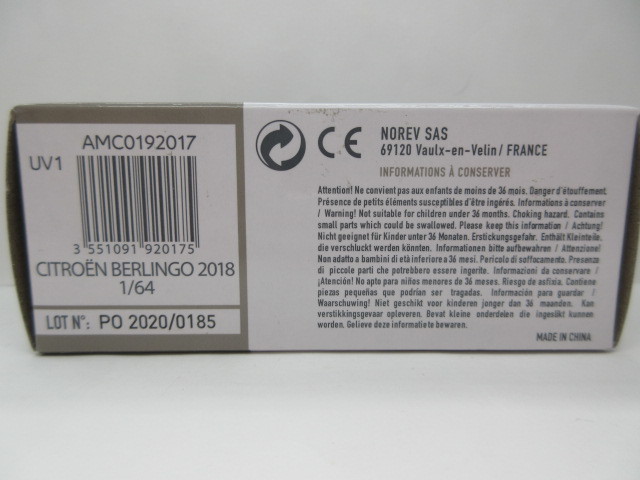 AMC0192017
UV1
3 551091 920175
CITROËN BERLINGO 2018
1/64
LOT N°: PO 2020/0185
CE
NOREV SAS
69120 Vaulx-en-Velin / FRANCE
INFORMATIONS À CONSERVER
Attention! Ne convient pas aux enfants de moins de 36 mois. Danger d'étouffement.
Présence de petits éléments susceptibles d'être ingérés. Informations à conserver
/ Warning! Not suitable for children under 36 months. Choking hazard. Contains
small parts which could be swallowed. Please keep this information / Achtung!
Nicht geeignet für Kinder unter 36 Monaten. Erstickungsgefahr. Enthält Kleinteile,
die verschluckt werden könnten. Informationen bitte aufbewahren / Attenzione!
Non adatto a bambini di età inferiore a 36 mesi. Pericolo di soffocamento. Presenza
di piccole parti che potrebbero essere ingerite. Informazioni da conservare /
¡Atención! No apto para niños menores de 36 meses. Riesgo de asfixia. Contiene
piezas pequeñas que podrían ser tragadas. Información para guardar /
Waarschuwing! Niet geschikt voor kinderen jonger dan 36 maanden. Kan
verstikkingsgevaar opleveren. Bevat kleine onderdelen die ingeslikt kunnen
worden. Gelieve deze informatie te bewaren.
MADE IN CHINA